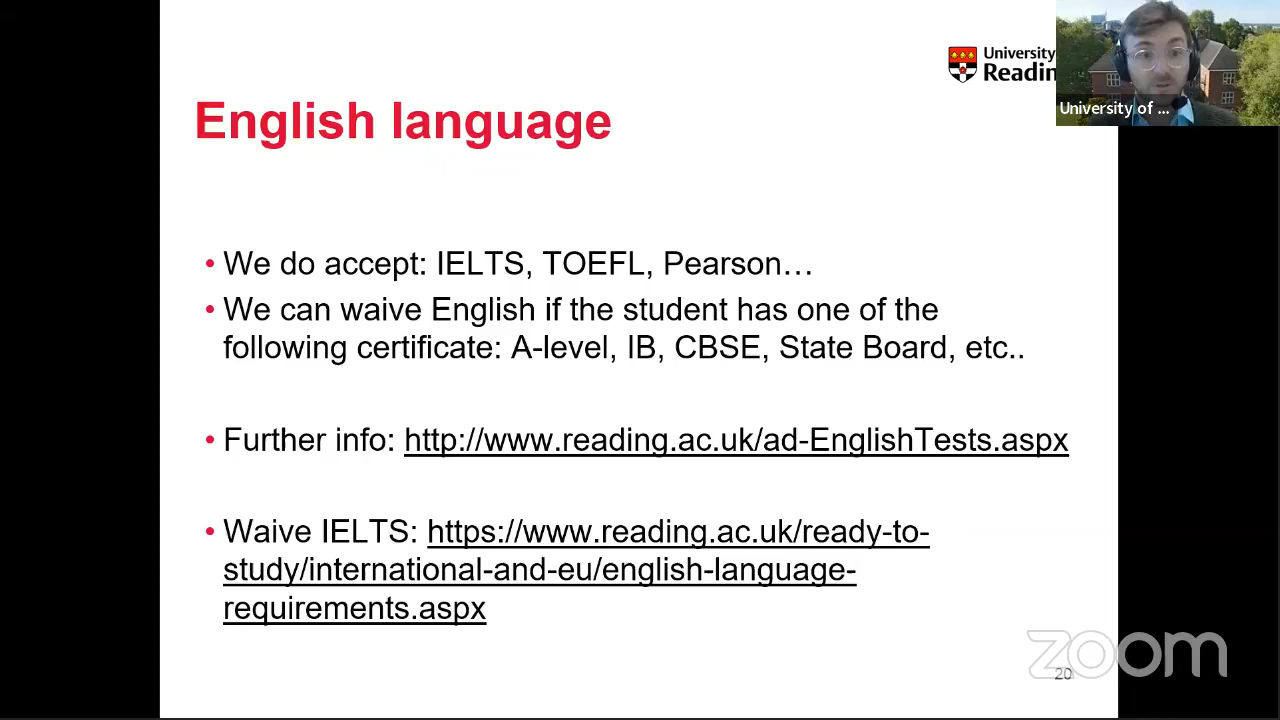 University
Readin
University of ...
English language
• We do accept: IELTS, TOEFL, Pearson…
• We can waive English if the student has one of the
following certificate: A-level, IB, CBSE, State Board, etc..
• Further info: http://www.reading.ac.uk/ad-EnglishTests.aspx
• Waive IELTS: https://www.reading.ac.uk/ready-to-
study/international-and-eu/english-language-
requirements.aspx
zoom
20